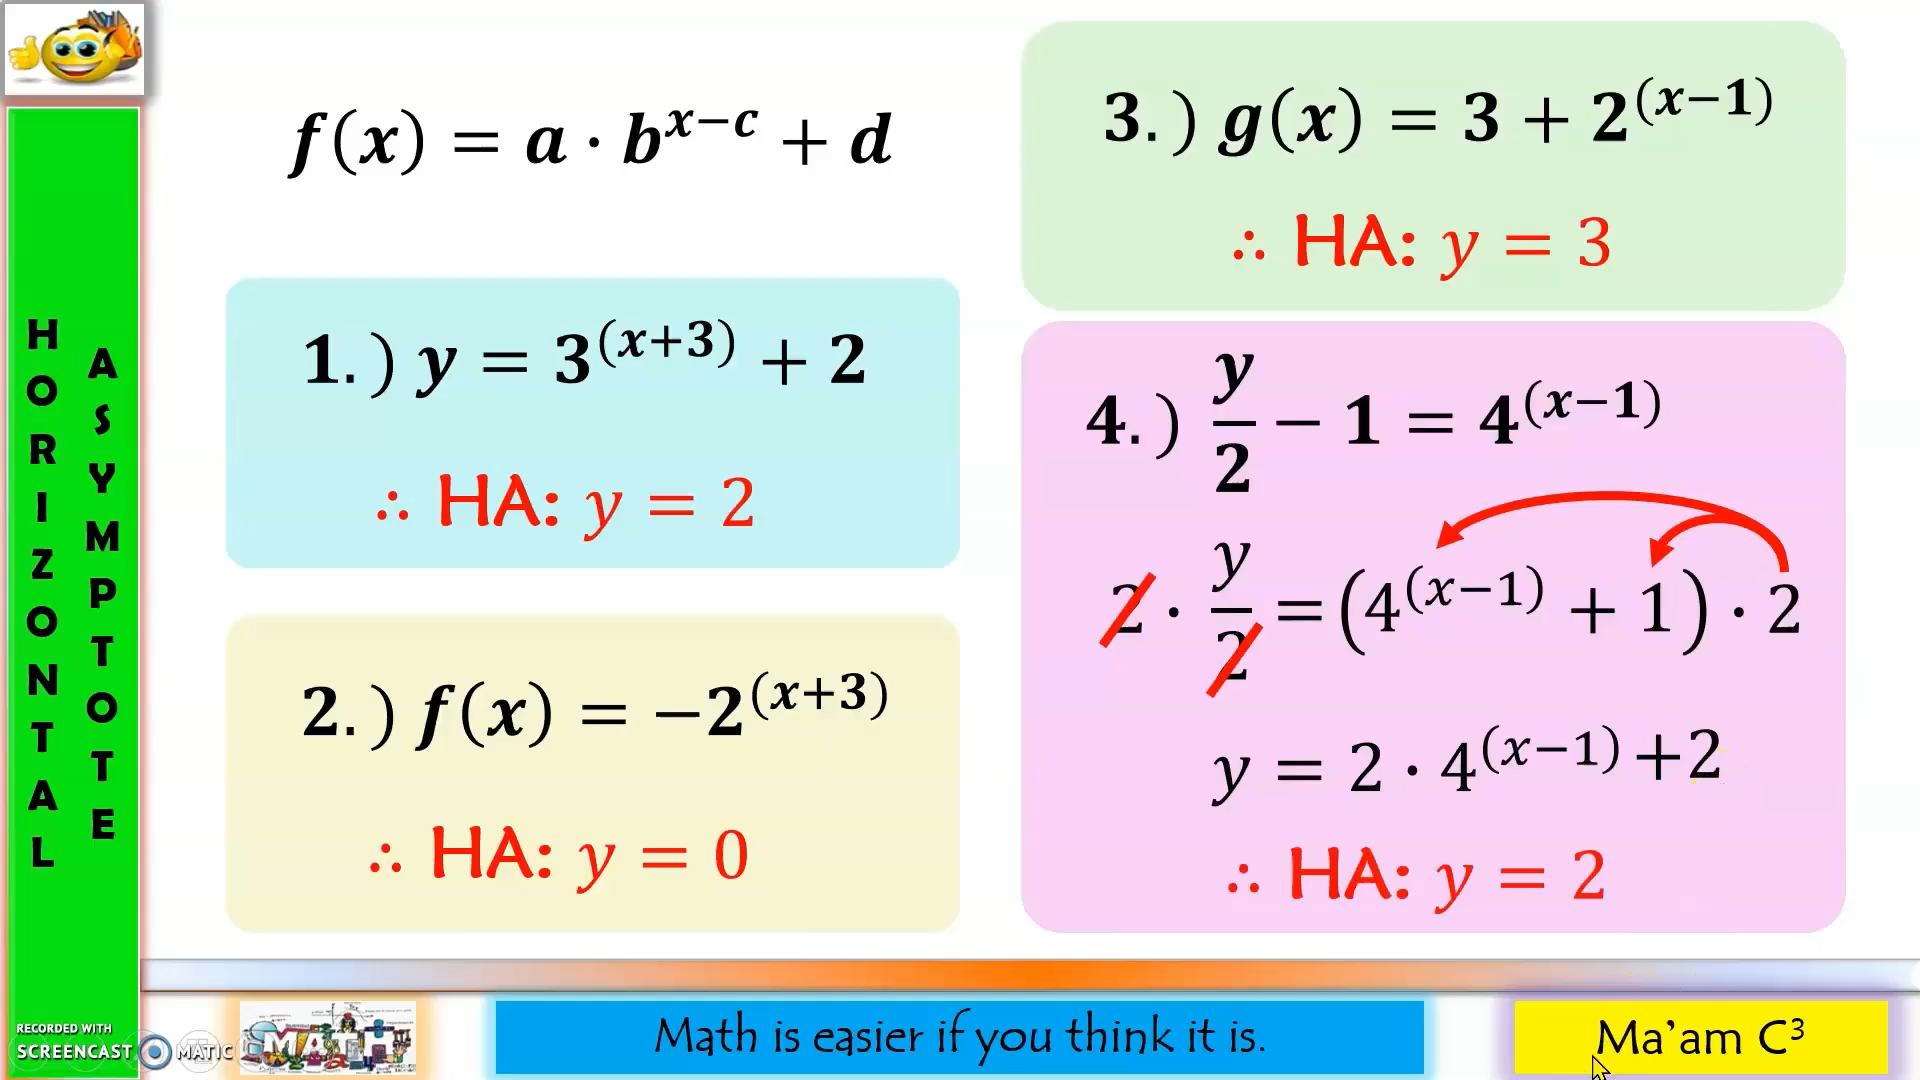 HORIZONTAL
ASYMPTOTE
f(x) = a · b^{x−c} + d
1.) y = 3^{(x+3)} + 2
∴ HA: y = 2
2.) f(x) = −2^{(x+3)}
∴ HA: y = 0
3.) g(x) = 3 + 2^{(x−1)}
∴ HA: y = 3
4.) y/2 − 1 = 4^{(x−1)}
2 · y/2 = (4^{(x−1)} + 1) · 2
y = 2 · 4^{(x−1)} +2
∴ HA: y = 2
RECORDED WITH
SCREENCAST MATIC
MATH
Math is easier if you think it is.
Ma'am C³